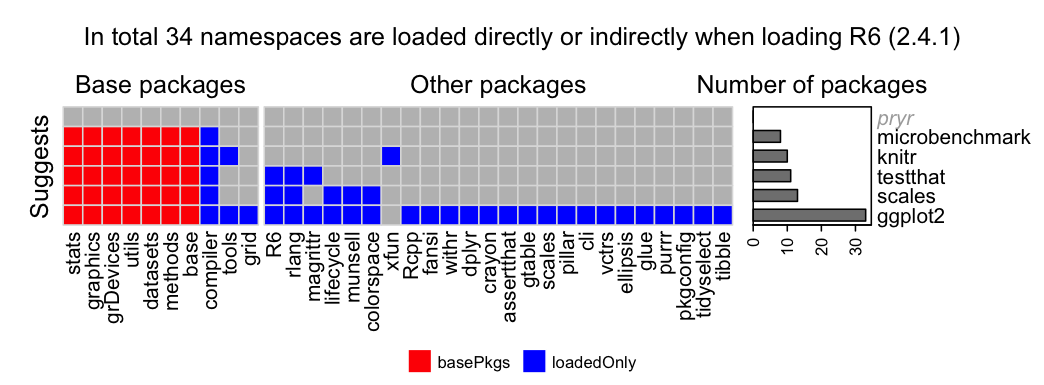 In total 34 namespaces are loaded directly or indirectly when loading R6 (2.4.1)
Base packages
Other packages
Number of packages
Suggests
pryr
microbenchmark
knitr
testthat
scales
ggplot2
stats
graphics
grDevices
utils
datasets
methods
base
compiler
tools
grid
R6
rlang
magrittr
lifecycle
munsell
colorspace
xfun
Rcpp
fansi
withr
dplyr
crayon
assertthat
gtable
scales
pillar
cli
vctrs
ellipsis
glue
purrr
pkgconfig
tidyselect
tibble
0
10
20
30
basePkgs
loadedOnly